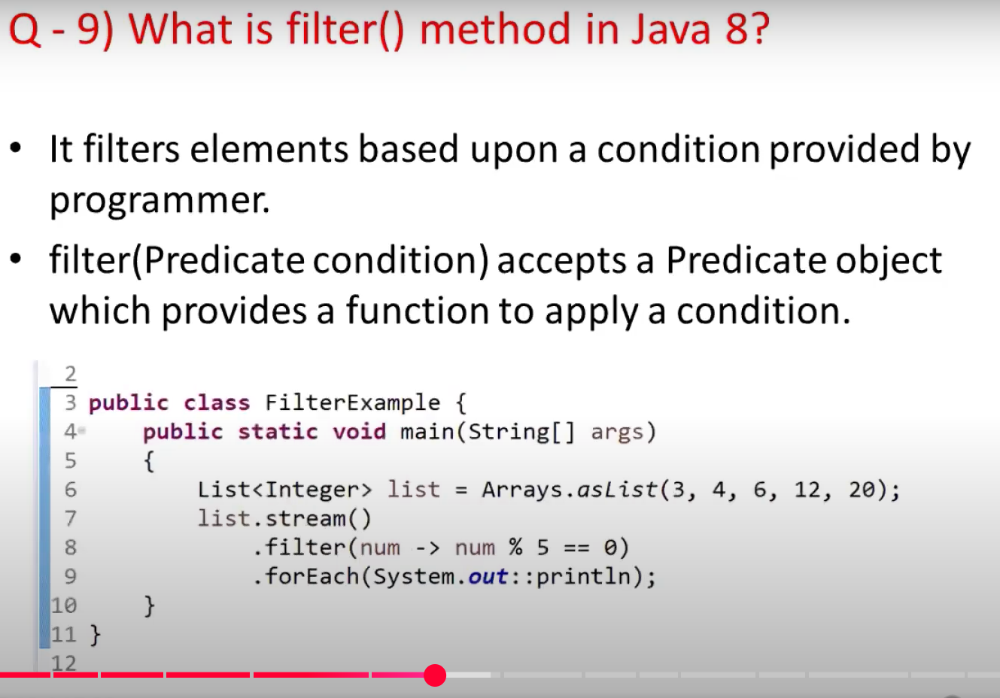 Q - 9) What is filter() method in Java 8?
• It filters elements based upon a condition provided by
programmer.
• filter(Predicate condition) accepts a Predicate object
which provides a function to apply a condition.
2
3 public class FilterExample {
4     public static void main(String[] args)
5     {
6         List<Integer> list = Arrays.asList(3, 4, 6, 12, 20);
7         list.stream()
8             .filter(num -> num % 5 == 0)
9             .forEach(System.out::println);
10     }
11 }
12